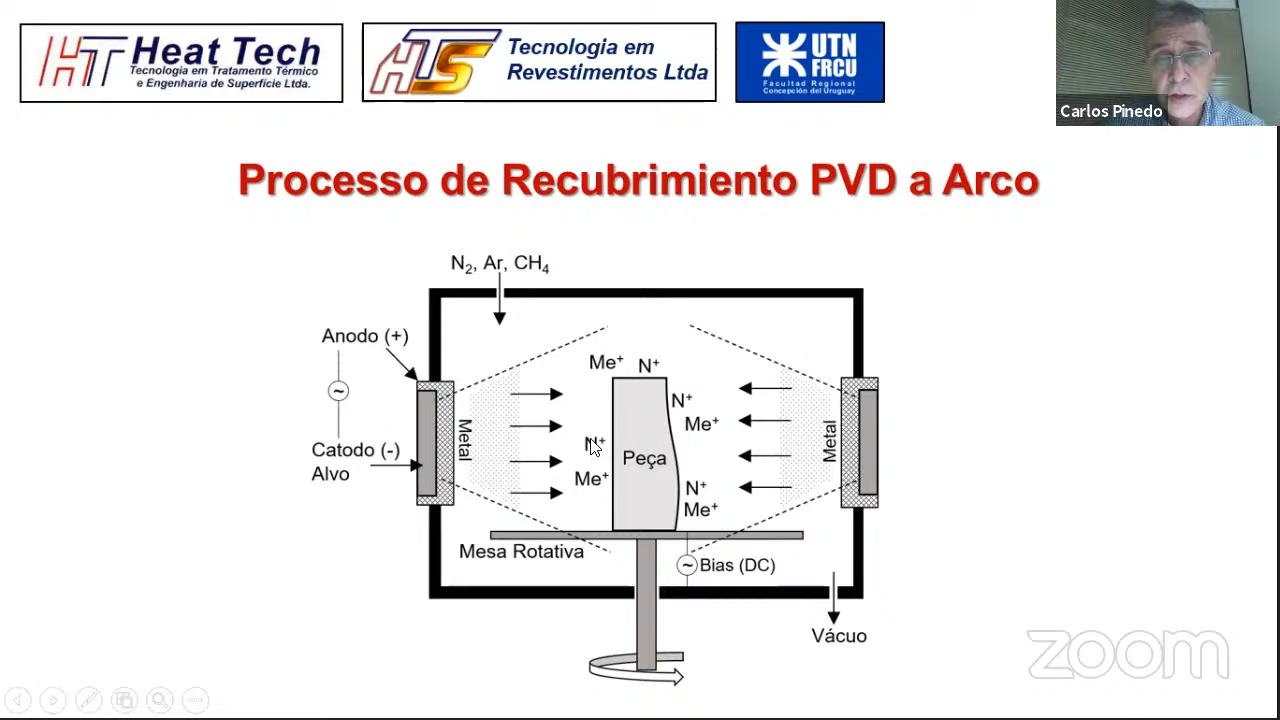 HT Heat Tech
Tecnologia em Tratamento Térmico
e Engenharia de Superfície Ltda.
HTS
Tecnologia em
Revestimentos Ltda
UTN
FRCU
Facultad Regional
Concepción del Uruguay
Carlos Pinedo
Processo de Recubrimiento PVD a Arco
N₂, Ar, CH₄
Anodo (+)
~
Catodo (-)
Alvo
Metal
Me⁺ N⁺
N⁺
Me⁺
N⁺
Me⁺
Peça
N⁺
Me⁺
Metal
Mesa Rotativa
~ Bias (DC)
Vácuo
zoom